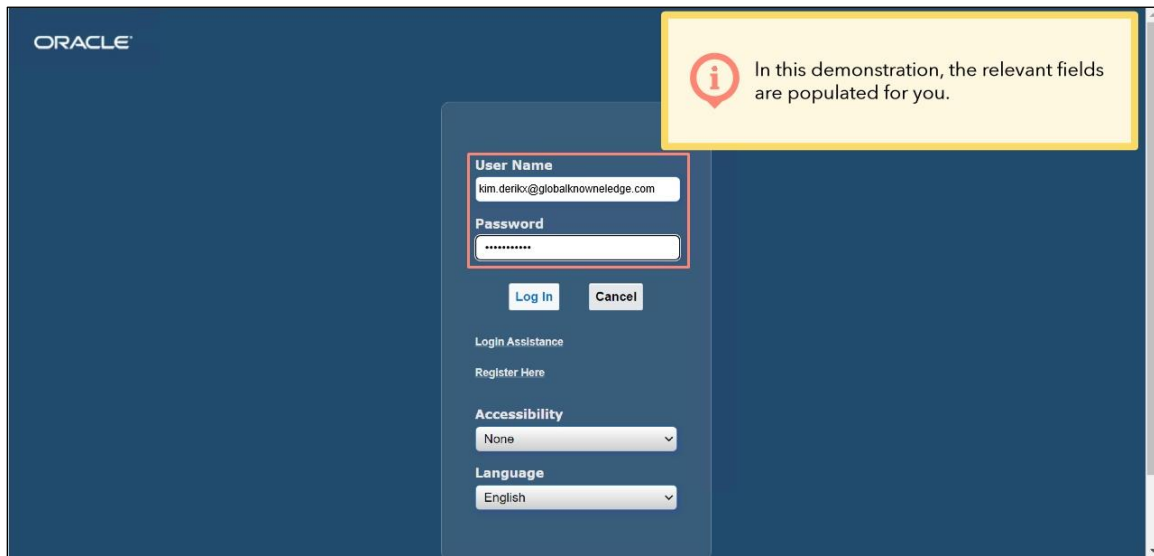 ORACLE
In this demonstration, the relevant fields
are populated for you.
User Name
kim.derikx@globalknowneledge.com
Password
•••••••••••
Log In
Cancel
Login Assistance
Register Here
Accessibility
None
Language
English